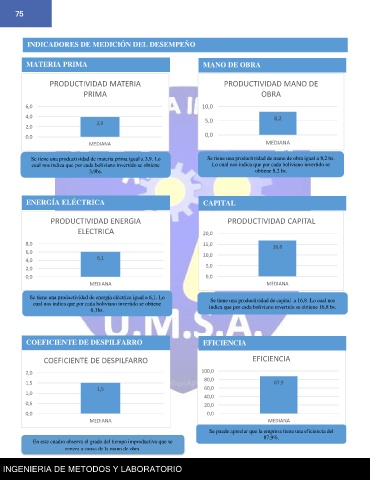 75
INDICADORES DE MEDICIÓN DEL DESEMPEÑO
MATERIA PRIMA
PRODUCTIVIDAD MATERIA
PRIMA
6,0
4,0
2,0
0,0
3,9
MEDIANA
Se tiene una productividad de materia prima igual a 3,9. Lo
cual nos indica que por cada boliviano invertido se obtiene
3,9bs.
MANO DE OBRA
PRODUCTIVIDAD MANO DE
OBRA
10,0
5,0
0,0
8,2
MEDIANA
Se tiene una productividad de mano de obra igual a 8,2 bs.
Lo cual nos indica que por cada boliviano invertido se
obtiene 8,2 bs.
ENERGÍA ELÉCTRICA
PRODUCTIVIDAD ENERGIA
ELECTRICA
8,0
6,0
4,0
2,0
0,0
6,1
MEDIANA
Se tiene una productividad de energía eléctrica igual a 6,1. Lo
cual nos indica que por cada boliviano invertido se obtiene
6.1bs.
CAPITAL
PRODUCTIVIDAD CAPITAL
20,0
15,0
10,0
5,0
0,0
16,8
MEDIANA
Se tiene una productividad de capital a 16,8. Lo cual nos
indica que por cada boliviano invertido se obtiene 16,8 bs.
U.M.S.A.
COEFICIENTE DE DESPILFARRO
COEFICIENTE DE DESPILFARRO
2,0
1,5
1,0
0,5
0,0
1,5
MEDIANA
En este cuadro observa el grado del tiempo improductivo que se
genera a causa de la mano de obra.
EFICIENCIA
EFICIENCIA
100,0
80,0
60,0
40,0
20,0
0,0
87,9
MEDIANA
Se puede apreciar que la empresa tiene una eficiencia del
87,9%.
INGENIERIA DE METODOS Y LABORATORIO